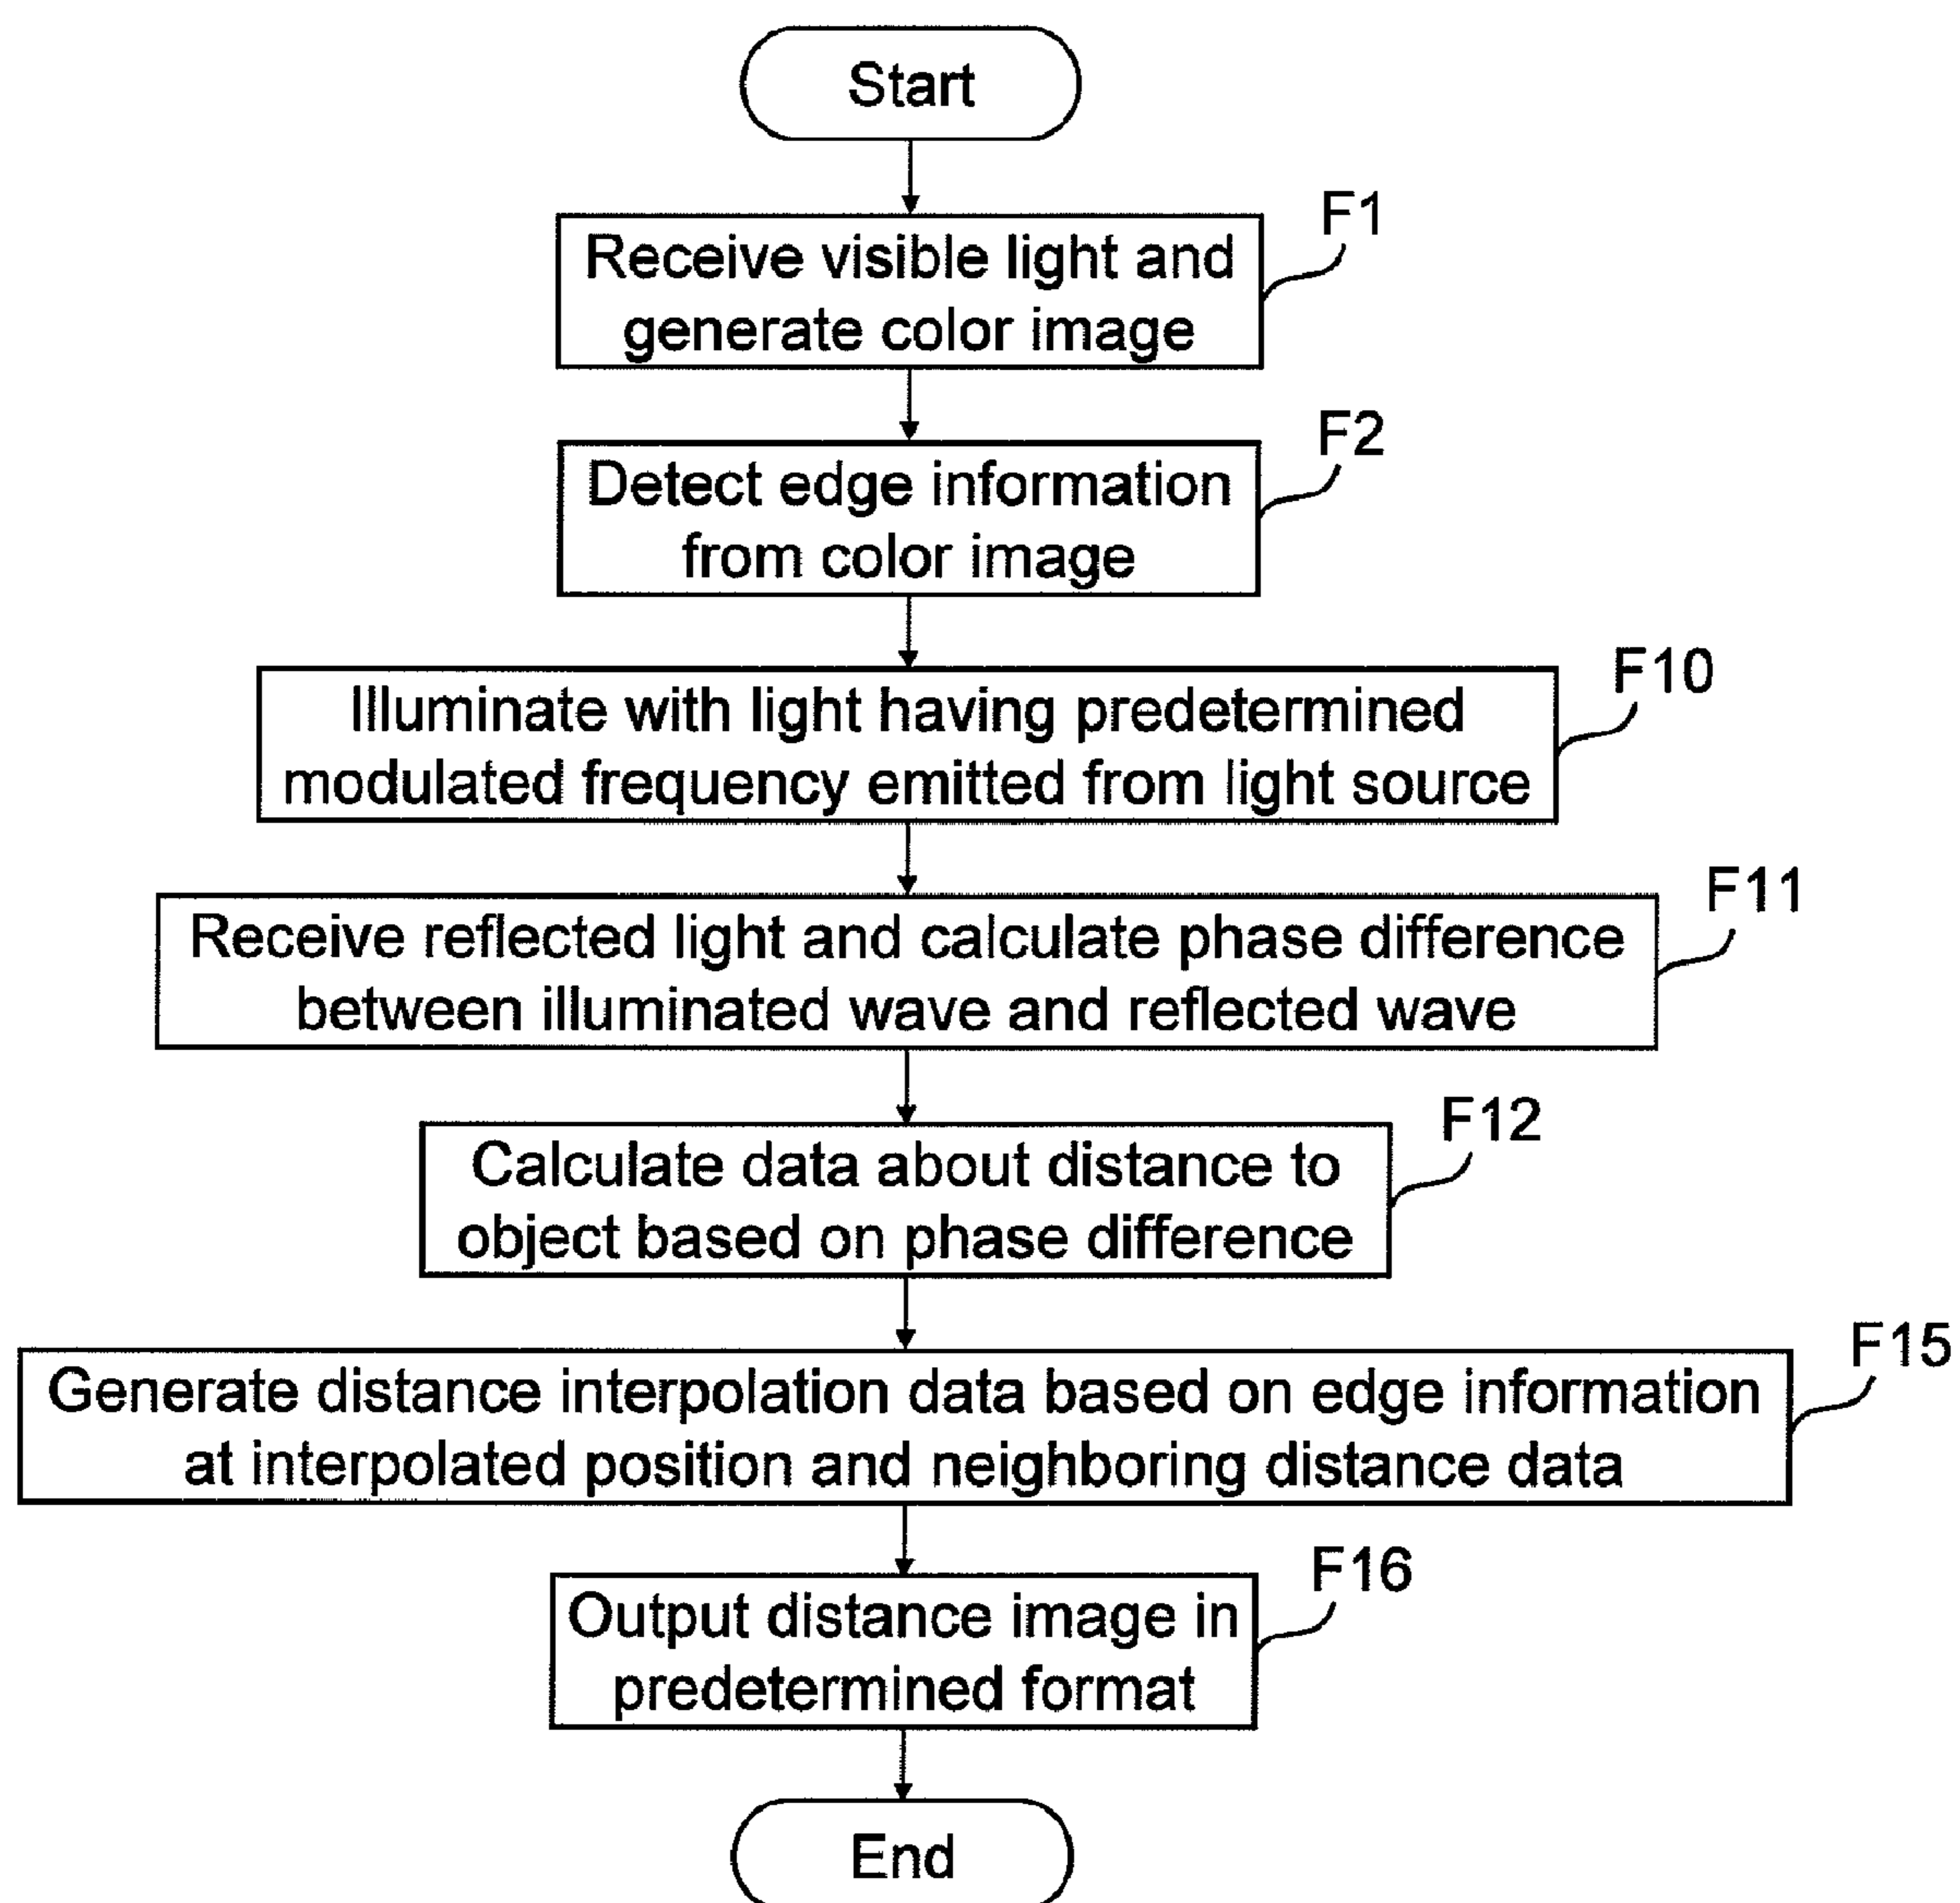 Start
F1
Receive visible light and
generate color image
F2
Detect edge information
from color image
F10
Illuminate with light having predetermined
modulated frequency emitted from light source
F11
Receive reflected light and calculate phase difference
between illuminated wave and reflected wave
F12
Calculate data about distance to
object based on phase difference
F15
Generate distance interpolation data based on edge information
at interpolated position and neighboring distance data
F16
Output distance image in
predetermined format
End